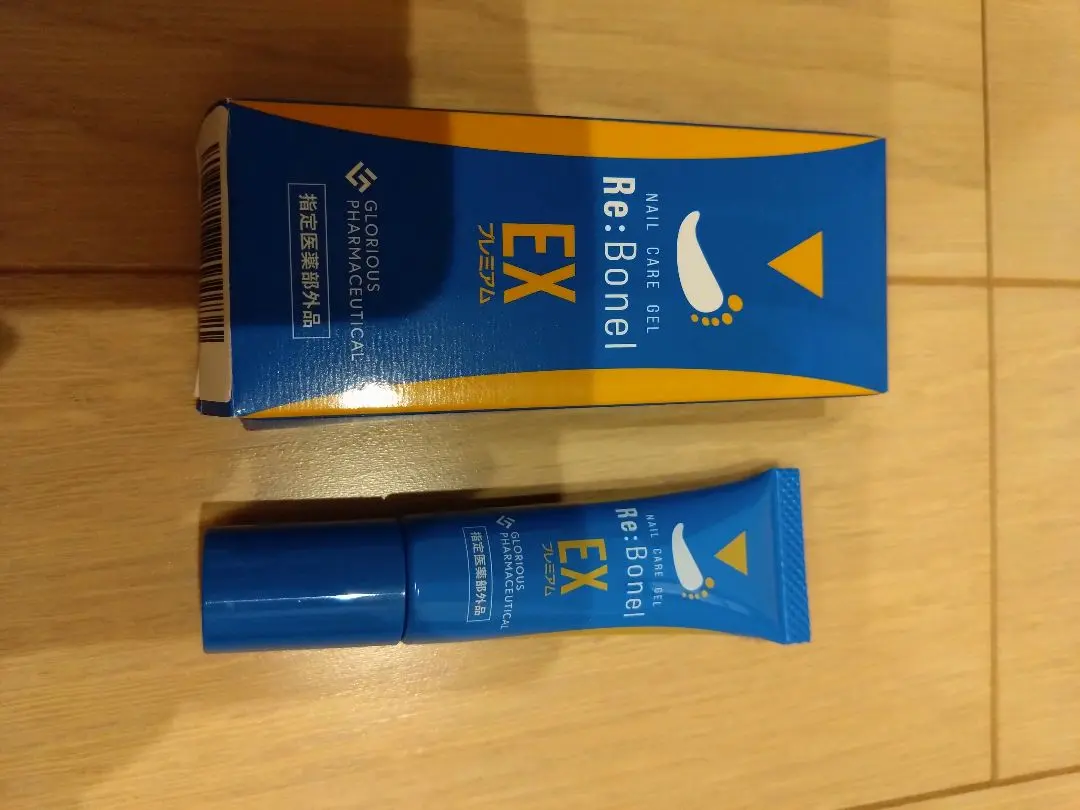 NAIL CARE GEL
Re:Bonel
EX
プレミアム
GLORIOUS
PHARMACEUTICAL
指定医薬部外品
NAIL CARE GEL
Re:Bonel
EX
プレミアム
GLORIOUS
PHARMACEUTICAL
指定医薬部外品